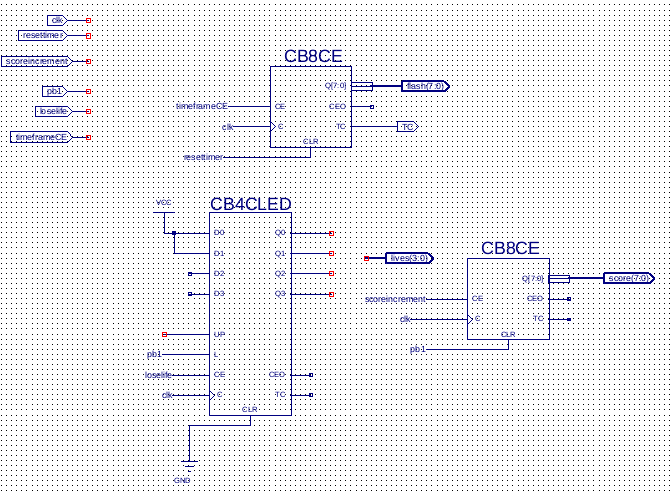 clk
resettimer
scoreincrement
pb1
loselife
timeframeCE
CB8CE
Q[7:0]
flash(7:0)
timeframeCE
CE
CEO
clk
C
TC
TC
CLR
resettimer
VCC
CB4CLED
D0
Q0
D1
Q1
D2
Q2
D3
Q3
UP
pb1
L
loselife
CE
CEO
clk
C
TC
CLR
GND
lives(3:0)
CB8CE
Q[7:0]
score(7:0)
scoreincrement
CE
CEO
clk
C
TC
CLR
pb1